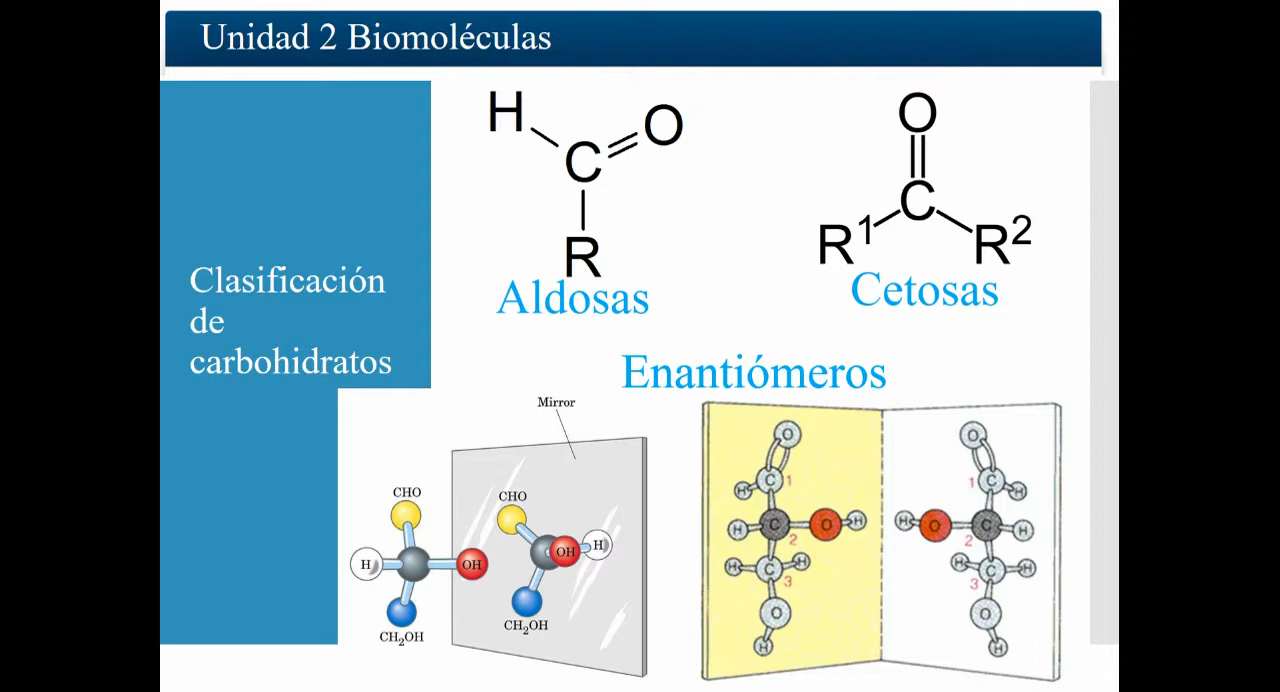 Unidad 2 Biomoléculas
Clasificación
de
carbohidratos
H
O
C
R
Aldosas
O
C
R1
R2
Cetosas
Enantiómeros
Mirror
CHO
H
OH
CH2OH
CHO
OH
H
CH2OH
O
C 1
H
H C O H
2
H C H
3
O
H
O
1 C
H
H O C H
2
H C H
3
O
H